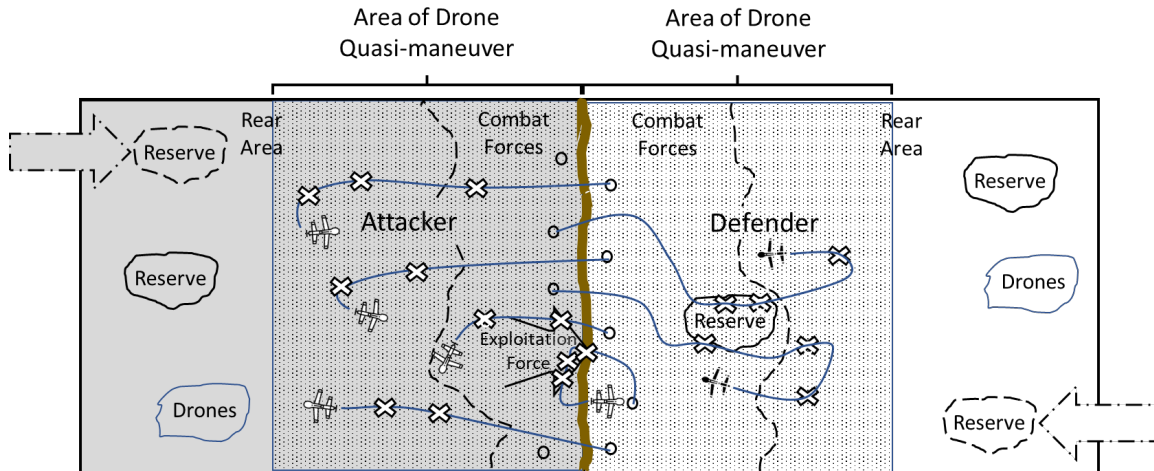 Area of Drone
Quasi-maneuver
Area of Drone
Quasi-maneuver
Rear
Area
Combat
Forces
Combat
Forces
Rear
Area
Reserve
Reserve
Attacker
Defender
Reserve
Drones
Reserve
Exploitation
Force
Drones
Reserve